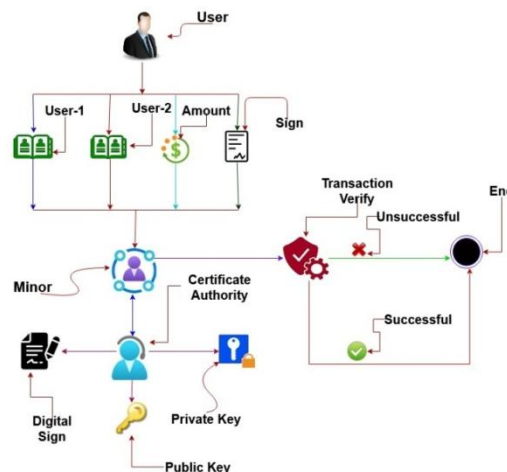 User
User-1
User-2
Amount
Sign
Transaction
Verify
Unsuccessful
En
Minor
Certificate
Authority
Successful
Digital
Sign
Private Key
Public Key